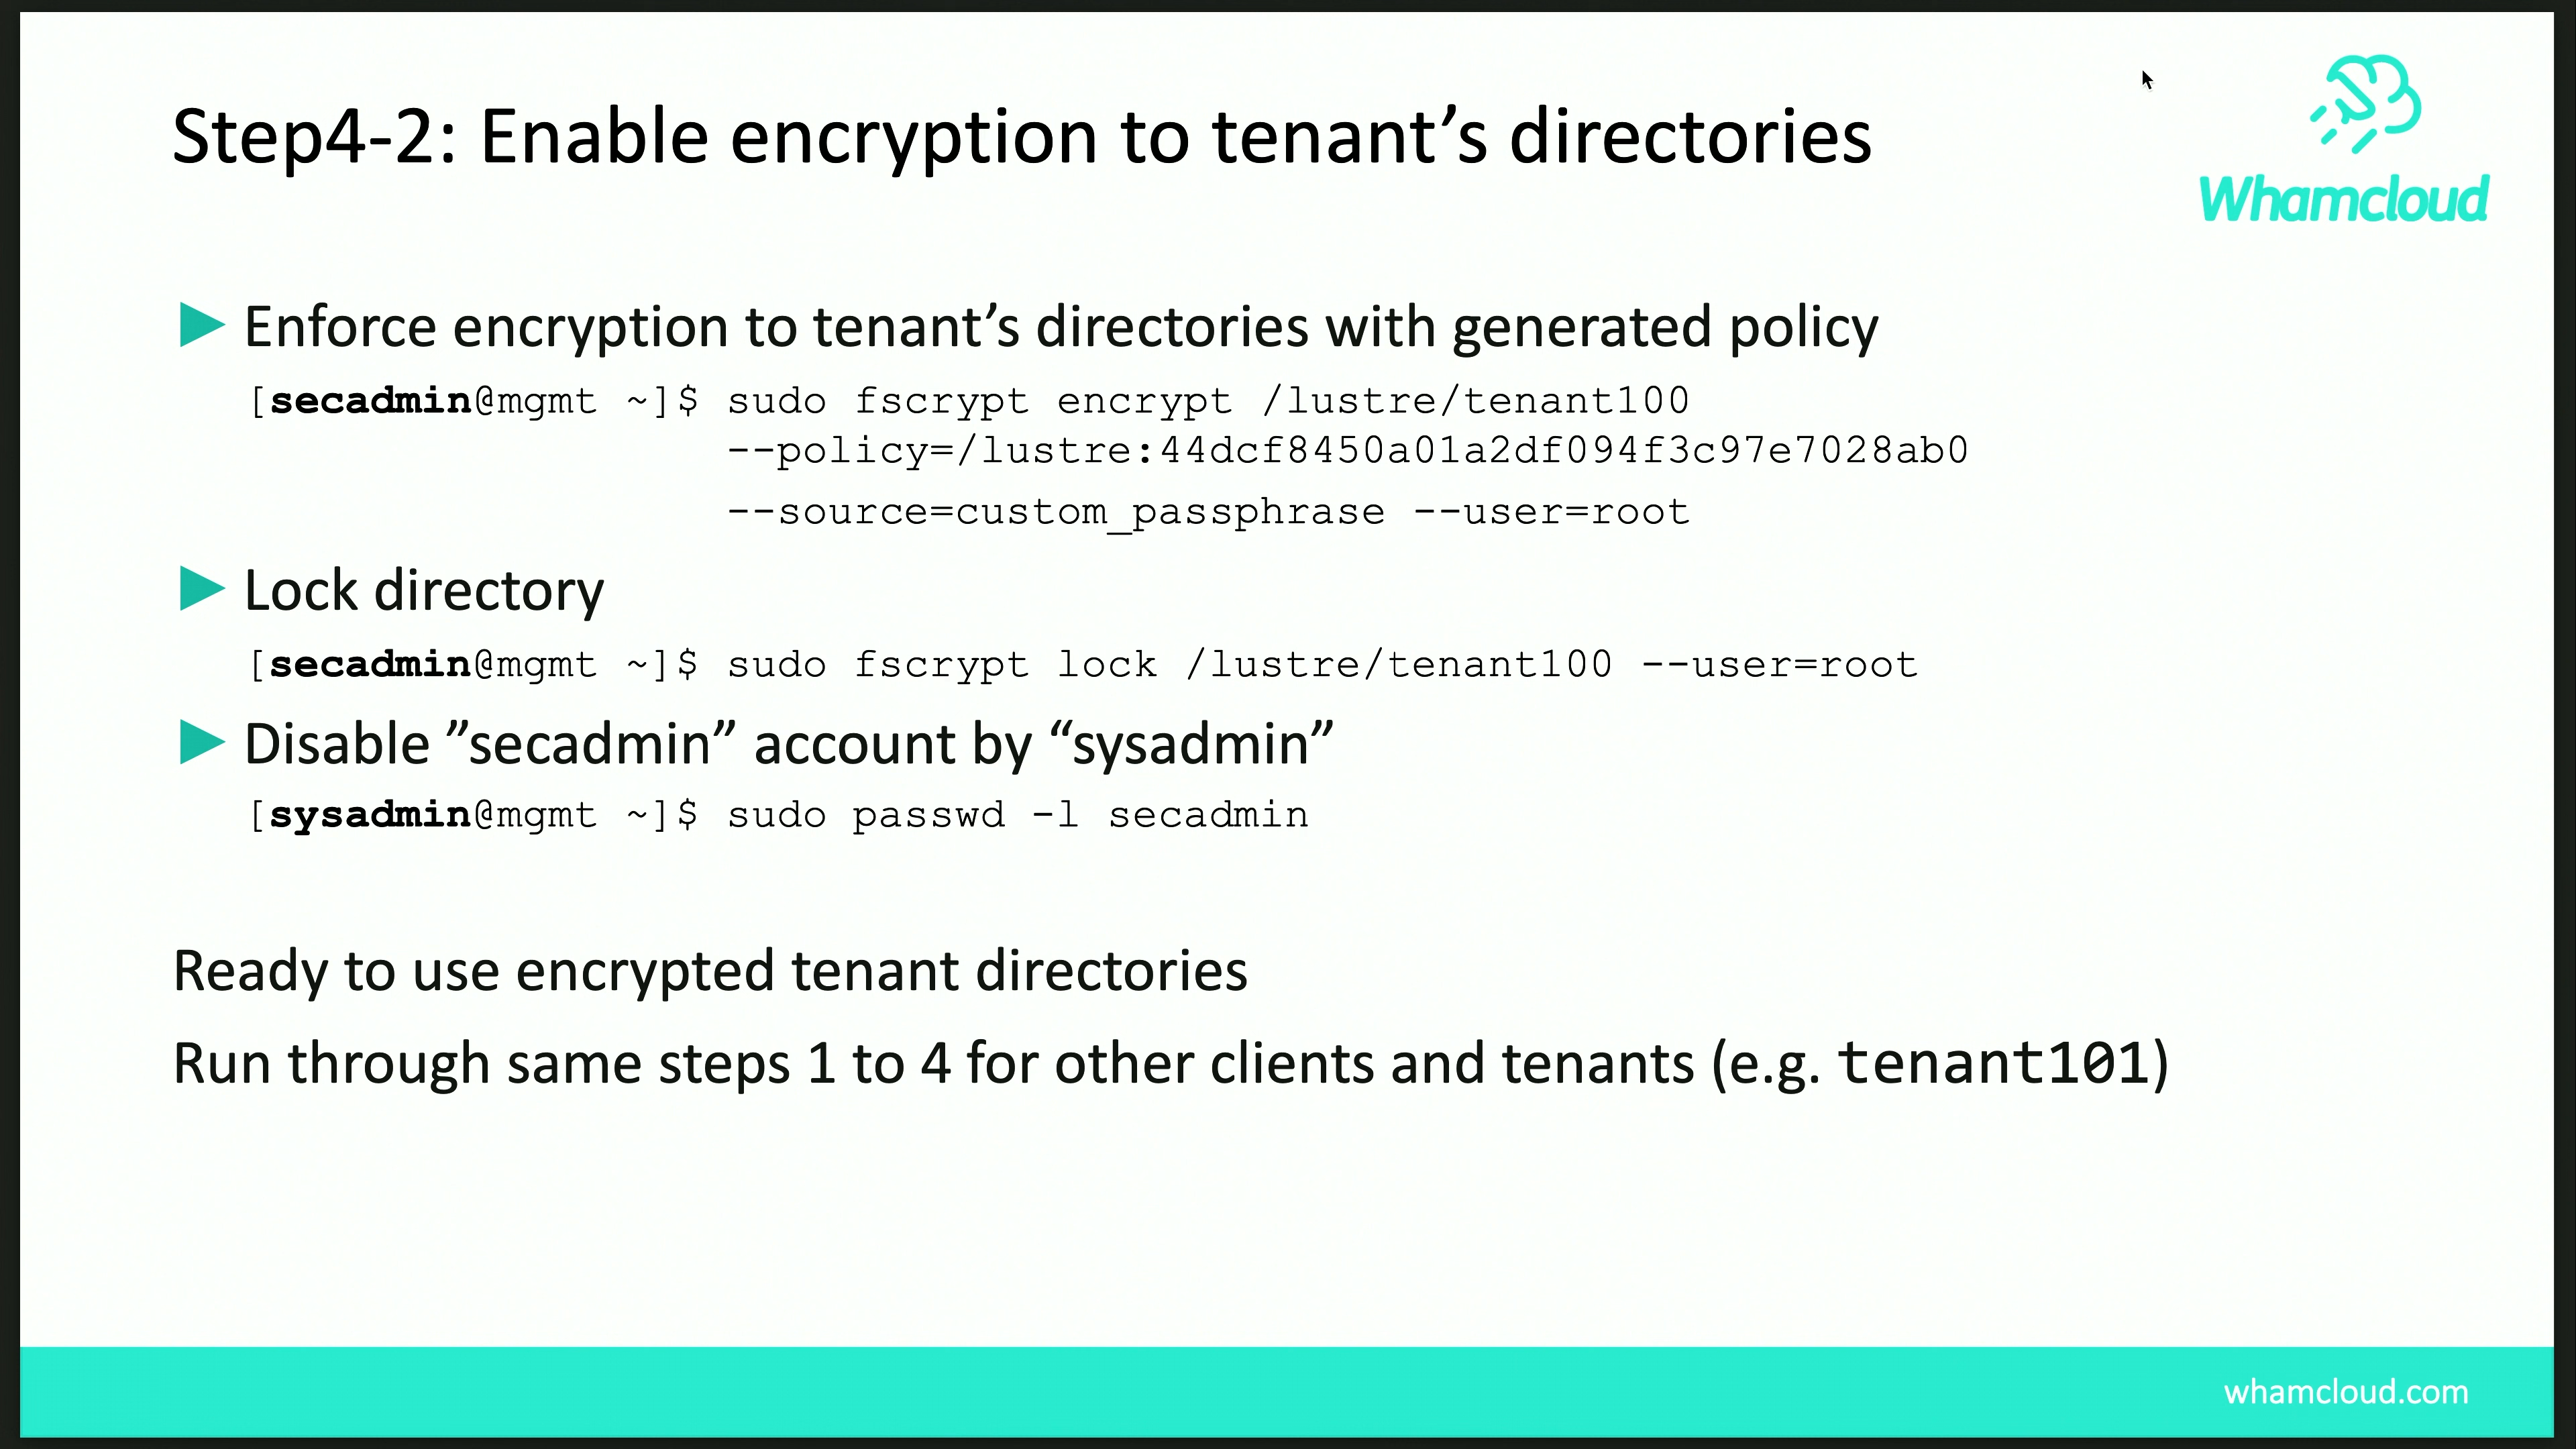 Step4-2: Enable encryption to tenant’s directories
Whamcloud
Enforce encryption to tenant’s directories with generated policy
[secadmin@mgmt ~]$ sudo fscrypt encrypt /lustre/tenant100
--policy=/lustre:44dcf8450a01a2df094f3c97e7028ab0
--source=custom_passphrase --user=root
Lock directory
[secadmin@mgmt ~]$ sudo fscrypt lock /lustre/tenant100 --user=root
Disable ”secadmin” account by “sysadmin”
[sysadmin@mgmt ~]$ sudo passwd -l secadmin
Ready to use encrypted tenant directories
Run through same steps 1 to 4 for other clients and tenants (e.g. tenant101)
whamcloud.com